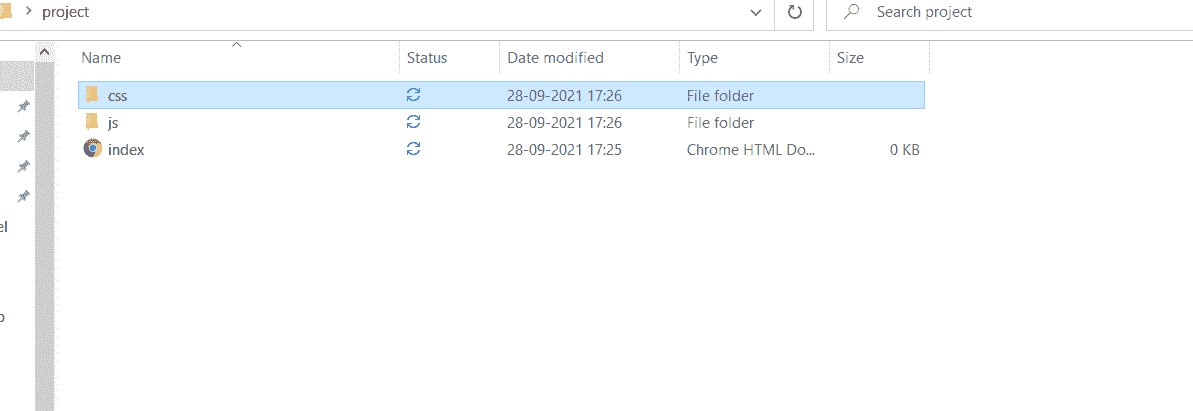 project
Search project
Name Status Date modified Type Size
css 28-09-2021 17:26 File folder
js 28-09-2021 17:26 File folder
index 28-09-2021 17:25 Chrome HTML Do... 0 KB
el